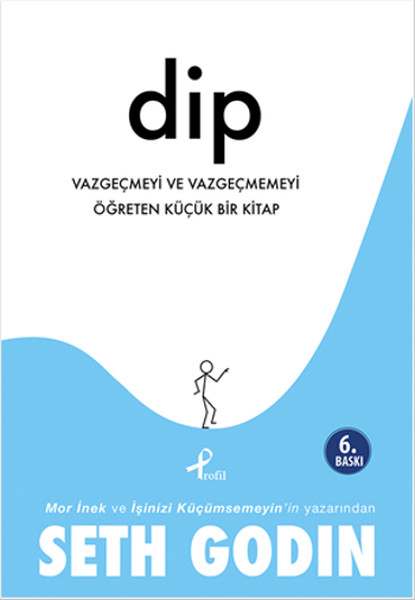 dip
VAZGEÇMEYİ VE VAZGEÇMEMEYİ
ÖĞRETEN KÜÇÜK BİR KİTAP
6.
BASKI
Profil
Mor İnek ve İşinizi Küçümsemeyin'in yazarından
SETH GODIN